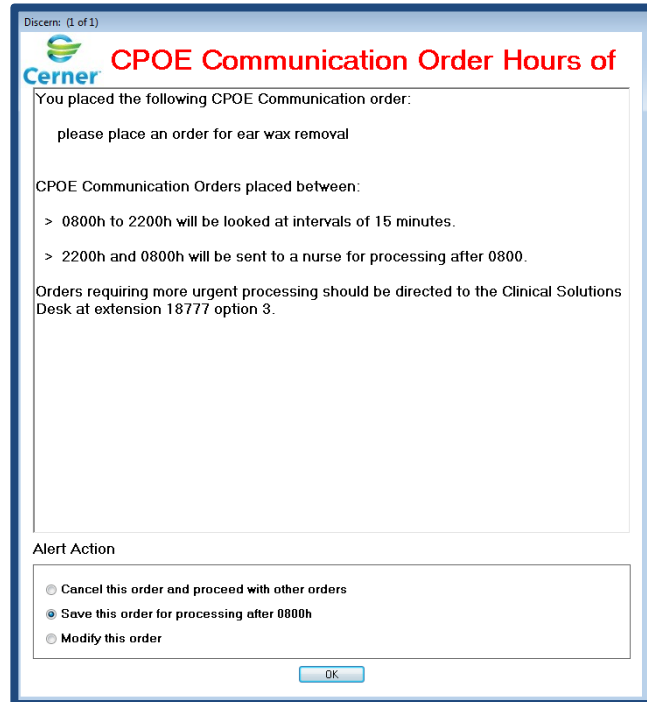 Discern: (1 of 1)
Cerner
CPOE Communication Order Hours of
You placed the following CPOE Communication order:
please place an order for ear wax removal
CPOE Communication Orders placed between:
> 0800h to 2200h will be looked at intervals of 15 minutes.
> 2200h and 0800h will be sent to a nurse for processing after 0800.
Orders requiring more urgent processing should be directed to the Clinical Solutions
Desk at extension 18777 option 3.
Alert Action
Cancel this order and proceed with other orders
Save this order for processing after 0800h
Modify this order
OK